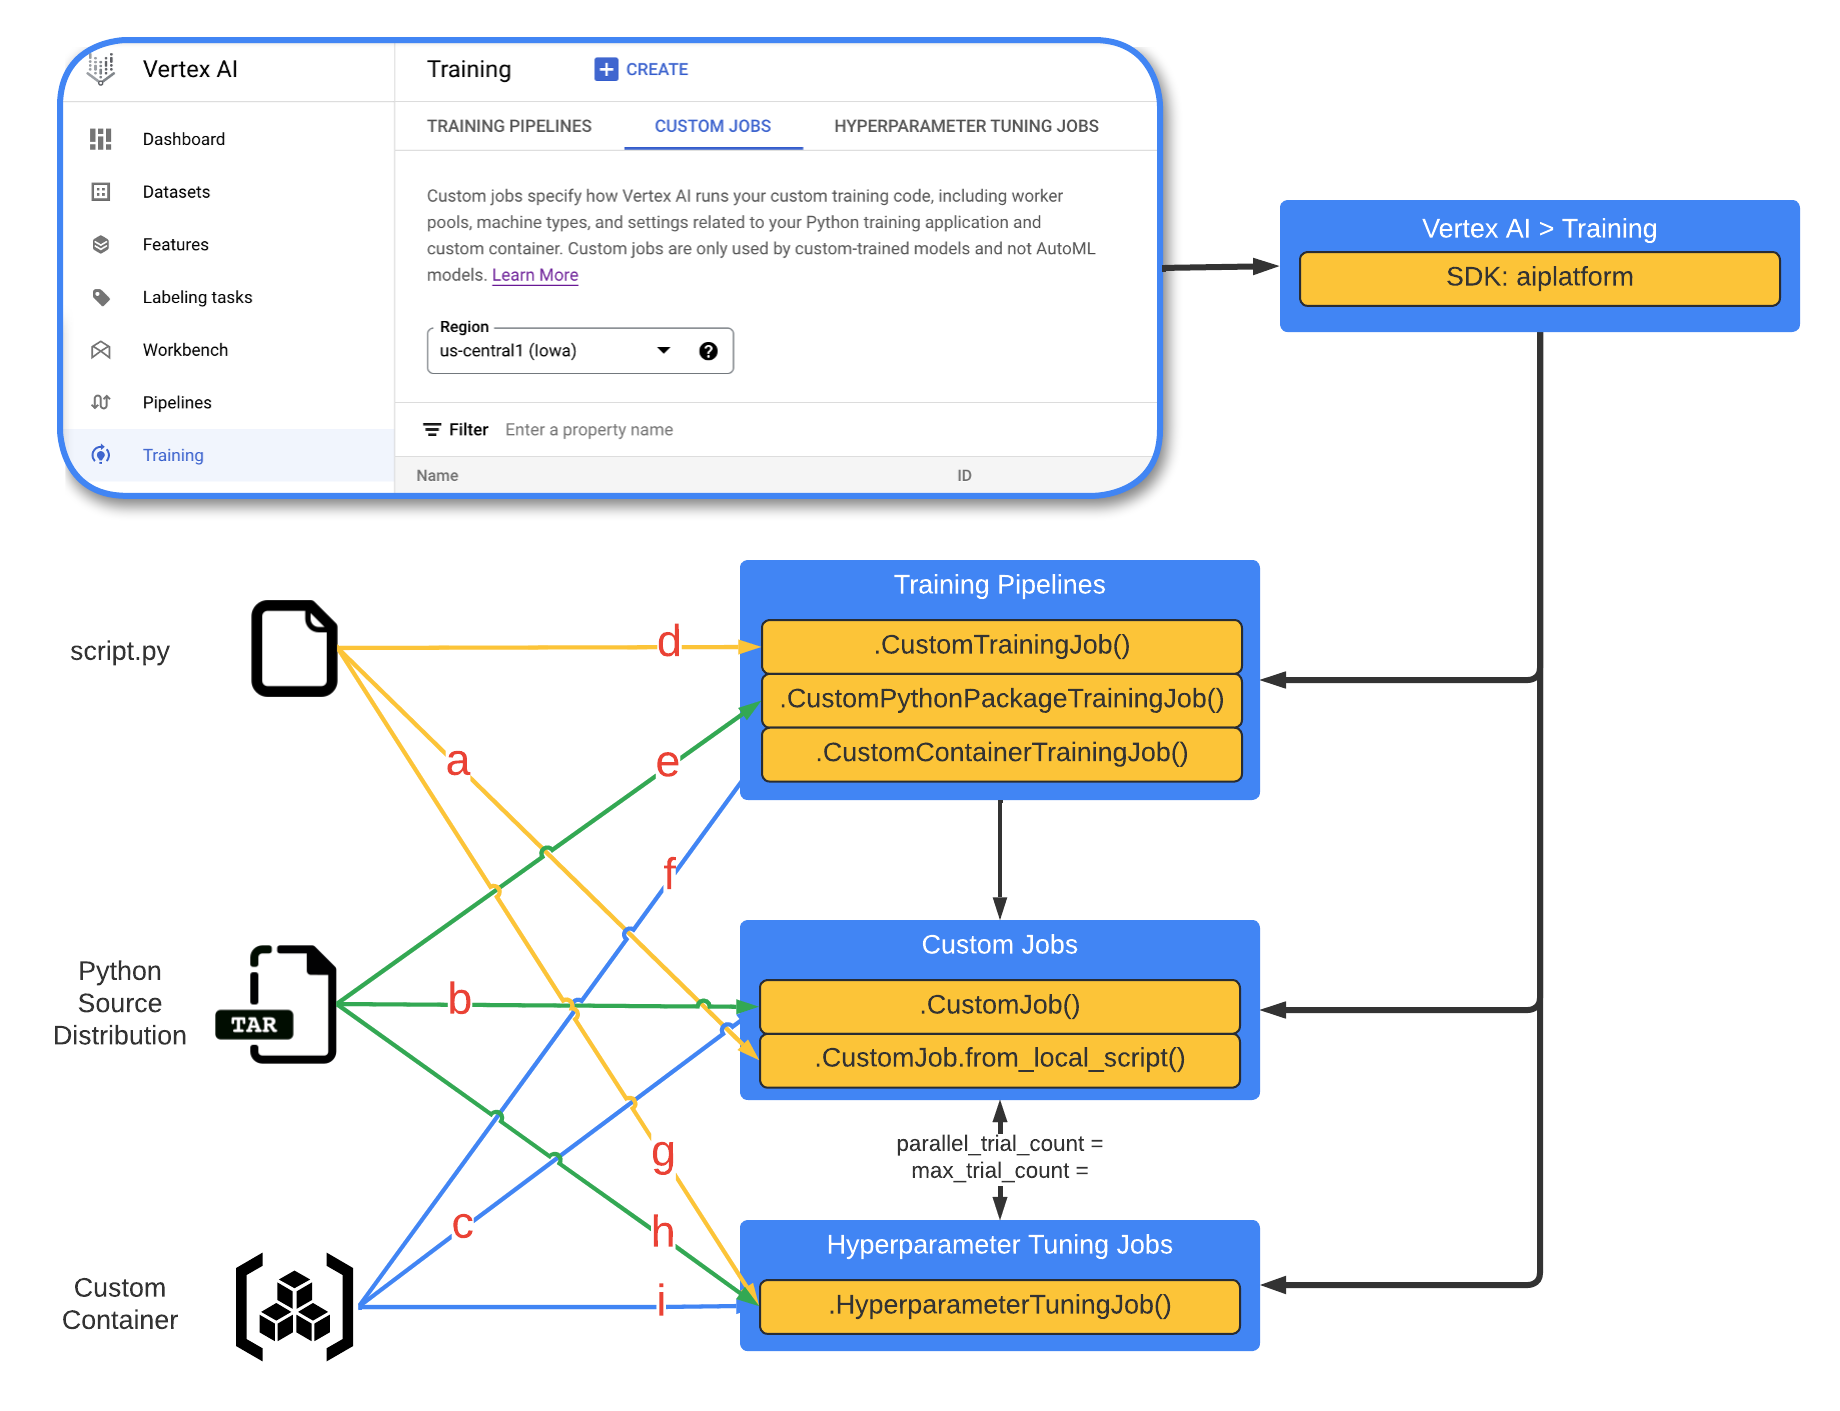 Vertex AI
Training
CREATE
Dashboard
Datasets
Features
Labeling tasks
Workbench
Pipelines
Training
TRAINING PIPELINES
CUSTOM JOBS
HYPERPARAMETER TUNING JOBS
Custom jobs specify how Vertex AI runs your custom training code, including worker
pools, machine types, and settings related to your Python training application and
custom container. Custom jobs are only used by custom-trained models and not AutoML
models. Learn More
Region
us-central1 (Iowa)
Filter Enter a property name
Name
ID
Vertex AI > Training
SDK: aiplatform
script.py
Python
Source
Distribution
TAR
Custom
Container
d
a
e
f
b
g
c
h
i
Training Pipelines
.CustomTrainingJob()
.CustomPythonPackageTrainingJob()
.CustomContainerTrainingJob()
Custom Jobs
.CustomJob()
.CustomJob.from_local_script()
parallel_trial_count =
max_trial_count =
Hyperparameter Tuning Jobs
.HyperparameterTuningJob()